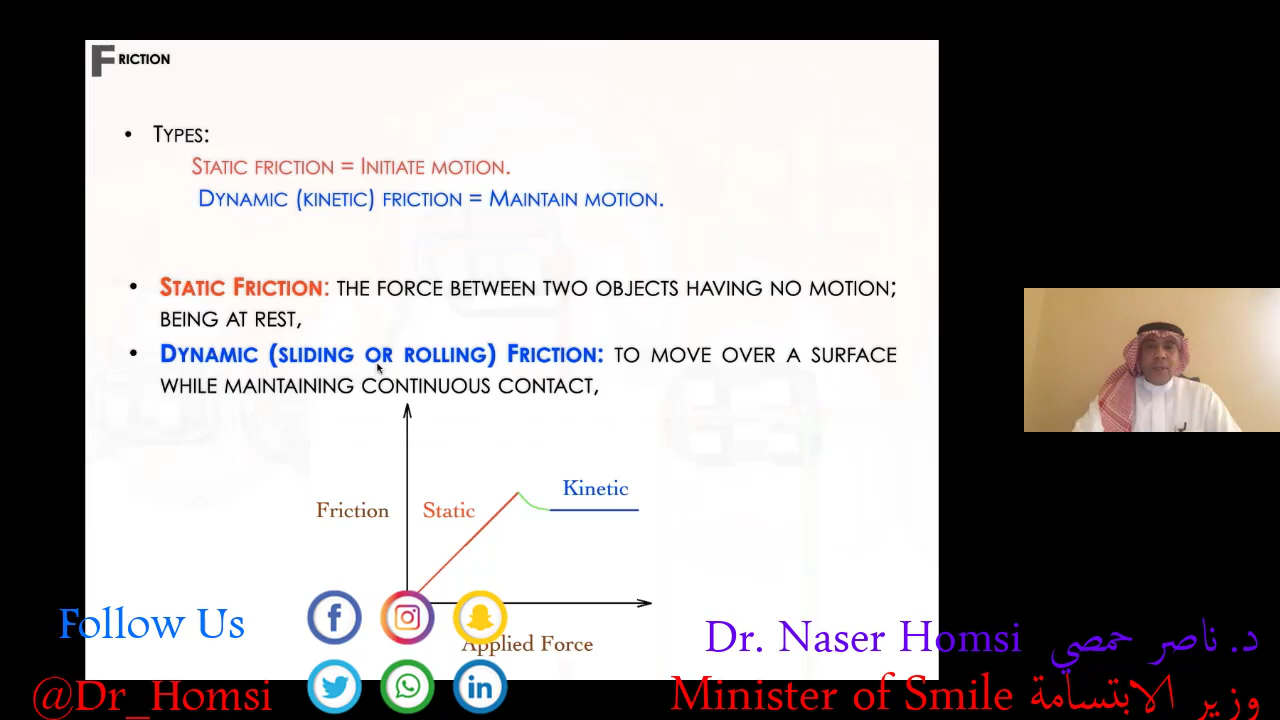 FRICTION
• TYPES:
STATIC FRICTION = INITIATE MOTION.
DYNAMIC (KINETIC) FRICTION = MAINTAIN MOTION.
• STATIC FRICTION: THE FORCE BETWEEN TWO OBJECTS HAVING NO MOTION;
BEING AT REST,
• DYNAMIC (SLIDING OR ROLLING) FRICTION: TO MOVE OVER A SURFACE
WHILE MAINTAINING CONTINUOUS CONTACT,
Kinetic
Friction
Static
Applied Force
Follow Us
@Dr_Homsi
Dr. Naser Homsi د. ناصر حمصي
Minister of Smile وزير الابتسامة